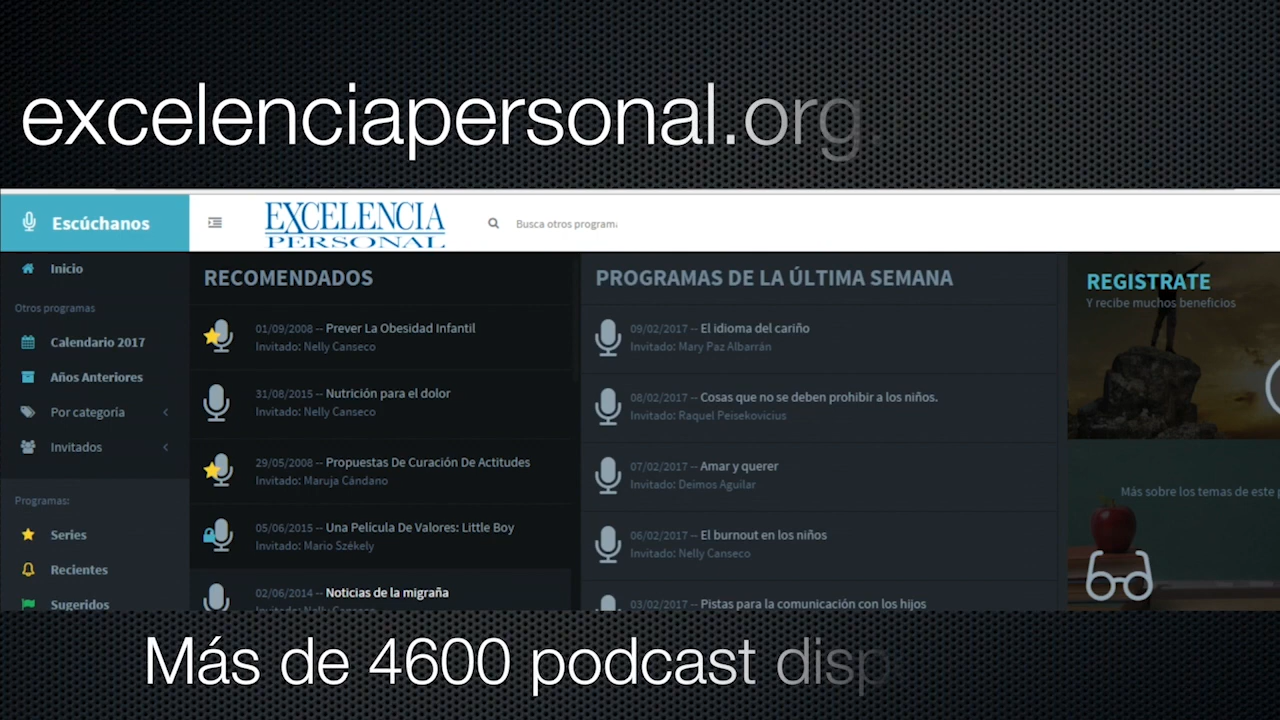 excelenciapersonal.org.
Escúchanos
EXCELENCIA
PERSONAL
Busca otros programa
Inicio
Otros programas
Calendario 2017
Años Anteriores
Por categoría
Invitados
Programas:
Series
Recientes
Sugeridos
RECOMENDADOS
01/09/2008 -- Prever La Obesidad Infantil
Invitado: Nelly Canseco
31/08/2015 -- Nutrición para el dolor
Invitado: Nelly Canseco
29/05/2008 -- Propuestas De Curación De Actitudes
Invitado: Maruja Cándano
05/06/2015 -- Una Película De Valores: Little Boy
Invitado: Mario Székely
02/06/2014 -- Noticias de la migraña
Invitado: Nelly Canseco
PROGRAMAS DE LA ÚLTIMA SEMANA
09/02/2017 -- El idioma del cariño
Invitado: Mary Paz Albarrán
08/02/2017 -- Cosas que no se deben prohibir a los niños.
Invitado: Raquel Peisekovicius
07/02/2017 -- Amar y querer
Invitado: Deimos Aguilar
06/02/2017 -- El burnout en los niños
Invitado: Nelly Canseco
03/02/2017 -- Pistas para la comunicación con los hijos
REGISTRATE
Y recibe muchos beneficios
Más sobre los temas de este
Más de 4600 podcast disp